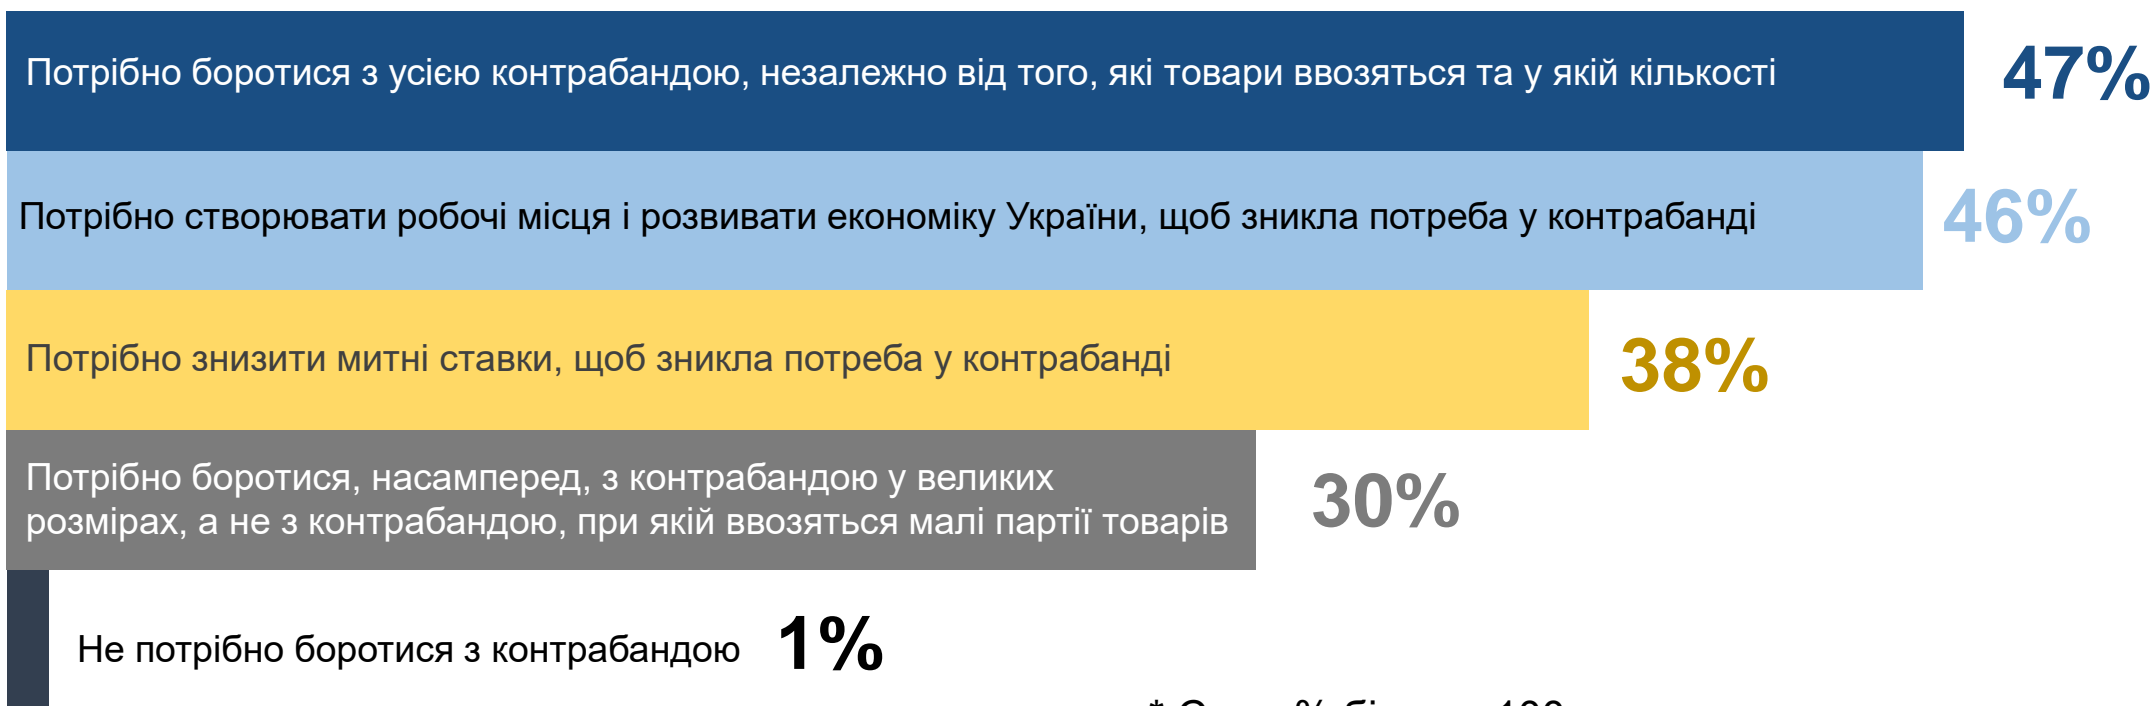 Потрібно боротися з усією контрабандою, незалежно від того, які товари ввозяться та у якій кількості 47%
Потрібно створювати робочі місця і розвивати економіку України, щоб зникла потреба у контрабанді 46%
Потрібно знизити митні ставки, щоб зникла потреба у контрабанді 38%
Потрібно боротися, насамперед, з контрабандою у великих
розмірах, а не з контрабандою, при якій ввозяться малі партії товарів 30%
Не потрібно боротися з контрабандою 1%